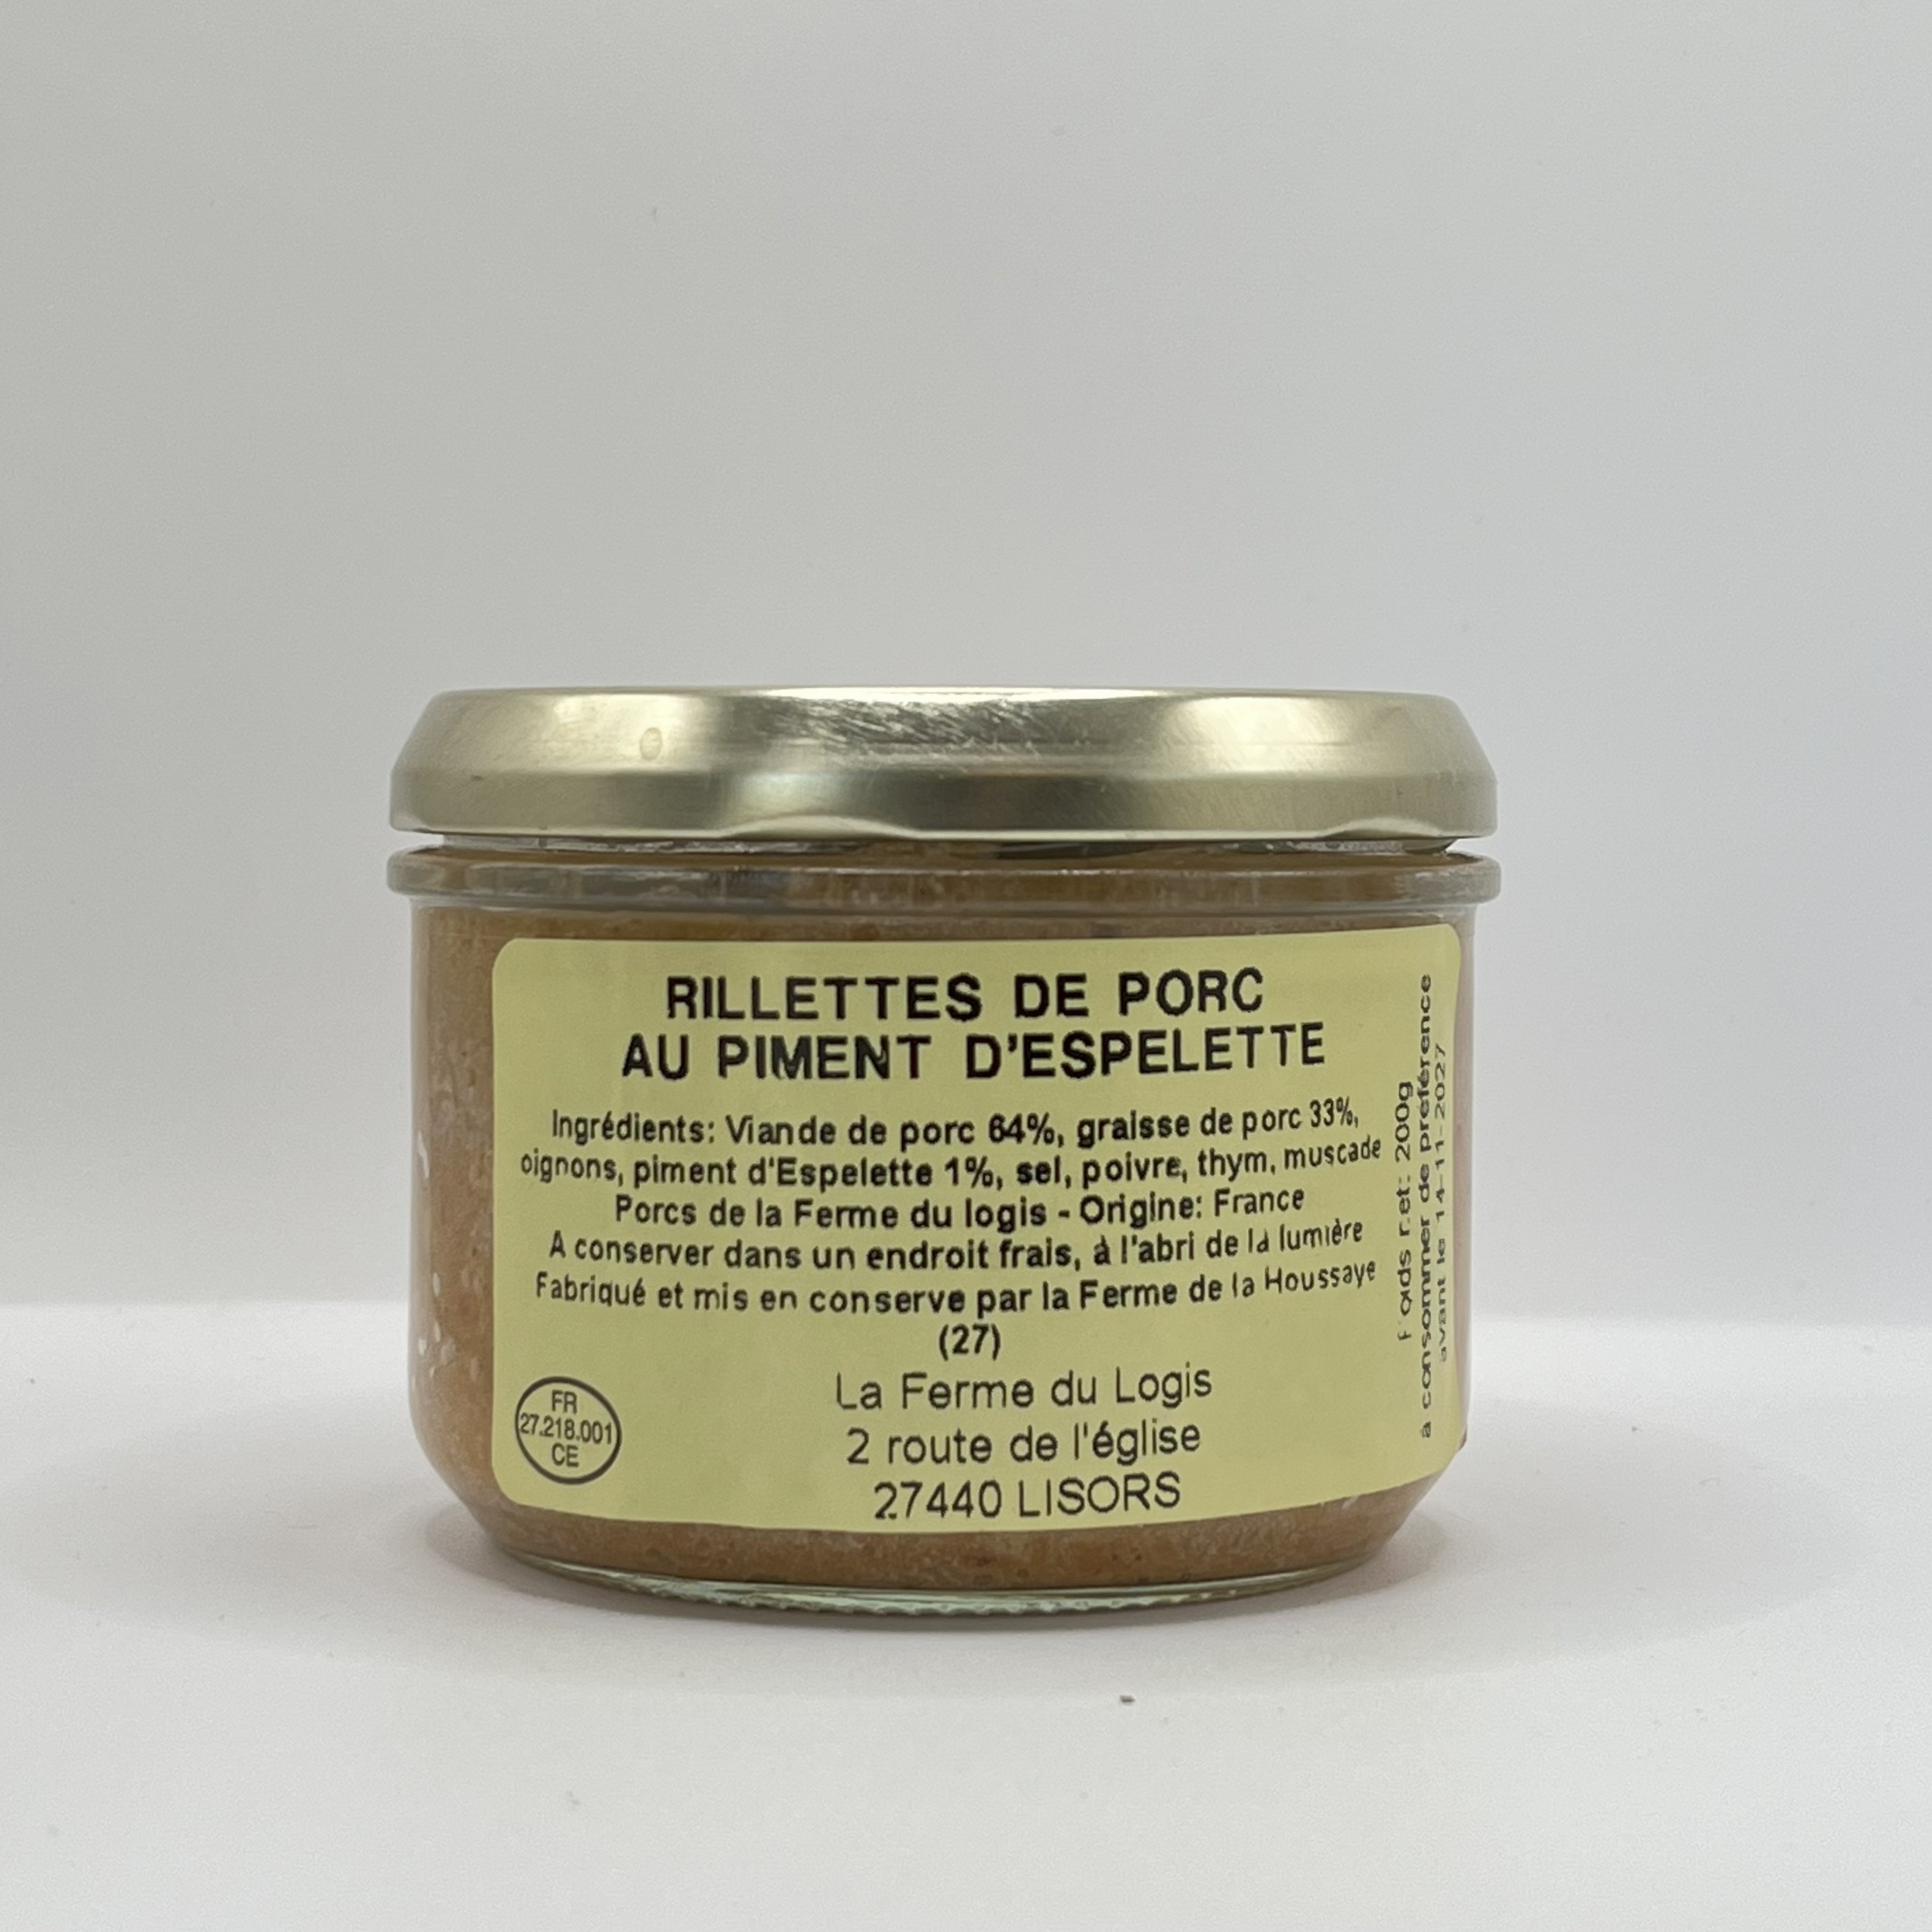 RILLETTES DE PORC
AU PIMENT D'ESPELETTE
Ingrédients: Viande de porc 64%, graisse de porc 33%,
oignons, piment d'Espelette 1%, sel, poivre, thym, muscade
Porcs de la Ferme du logis - Origine: France
A conserver dans un endroit frais, à l'abri de la lumière
Fabriqué et mis en conserve par la Ferme de la Houssaye
(27)
La Ferme du Logis
2 route de l'église
27440 LISORS
FR
27.218.001
CE
Poids net: 200g
à consommer de préférence
avant le 14-11-2027